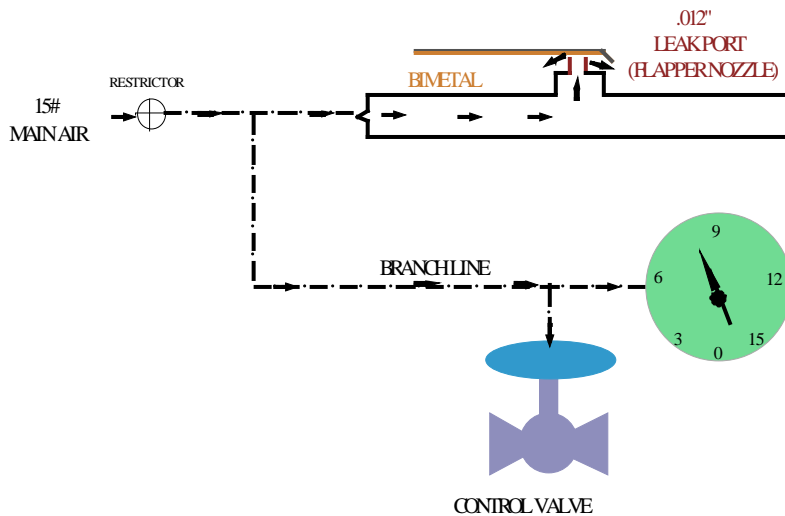 .012"
LEAK PORT
(FLAPPER NOZZLE)
BIMETAL
RESTRICTOR
15#
MAIN AIR
BRANCH LINE
9
6
12
3
15
0
CONTROL VALVE